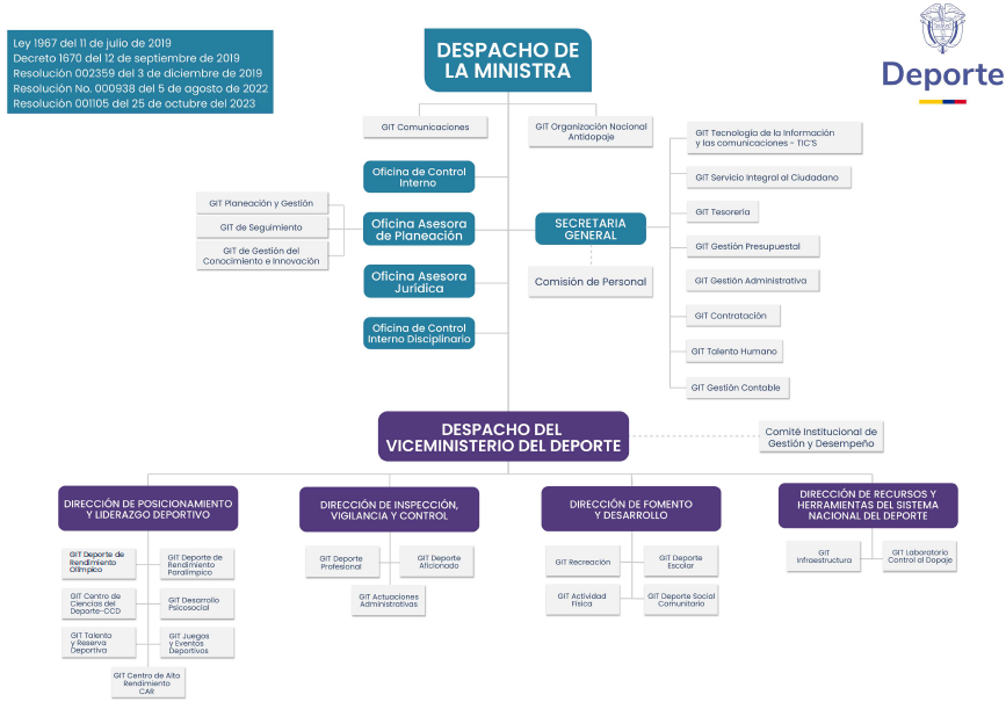 Ley 1967 del 11 de julio de 2019
Decreto 1670 del 12 de septiembre de 2019
Resolución 002359 del 3 de diciembre de 2019
Resolución No. 000938 del 5 de agosto de 2022
Resolución 001105 del 25 de octubre del 2023
DESPACHO DE
LA MINISTRA
Deporte
GIT Comunicaciones
GIT Organización Nacional
Antidopaje
Oficina de Control
Interno
GIT Planeación y Gestión
GIT de Seguimiento
GIT de Gestión del
Conocimiento e Innovación
Oficina Asesora
de Planeación
Oficina Asesora
Jurídica
Oficina de Control
Interno Disciplinario
SECRETARIA
GENERAL
Comisión de Personal
GIT Tecnología de la Información
y las comunicaciones - TIC'S
GIT Servicio Integral al Ciudadano
GIT Tesorería
GIT Gestión Presupuestal
GIT Gestión Administrativa
GIT Contratación
GIT Talento Humano
GIT Gestión Contable
DESPACHO DEL
VICEMINISTERIO DEL DEPORTE
Comité Institucional de
Gestión y Desempeño
DIRECCIÓN DE POSICIONAMIENTO
Y LIDERAZGO DEPORTIVO
GIT Deporte de
Rendimiento
Olímpico
GIT Deporte de
Rendimiento
Paralímpico
GIT Centro de
Ciencias del
Deporte-CCD
GIT Desarrollo
Psicosocial
GIT Talento
y Reserva
Deportiva
GIT Juegos
y Eventos
Deportivos
GIT Centro de Alto
Rendimiento
CAR
DIRECCIÓN DE INSPECCIÓN,
VIGILANCIA Y CONTROL
GIT Deporte
Profesional
GIT Deporte
Aficionado
GIT Actuaciones
Administrativas
DIRECCIÓN DE FOMENTO
Y DESARROLLO
GIT Recreación
GIT Deporte
Escolar
GIT Actividad
Física
GIT Deporte Social
Comunitario
DIRECCIÓN DE RECURSOS Y
HERRAMIENTAS DEL SISTEMA
NACIONAL DEL DEPORTE
GIT
Infraestructura
GIT Laboratorio
Control al Dopaje